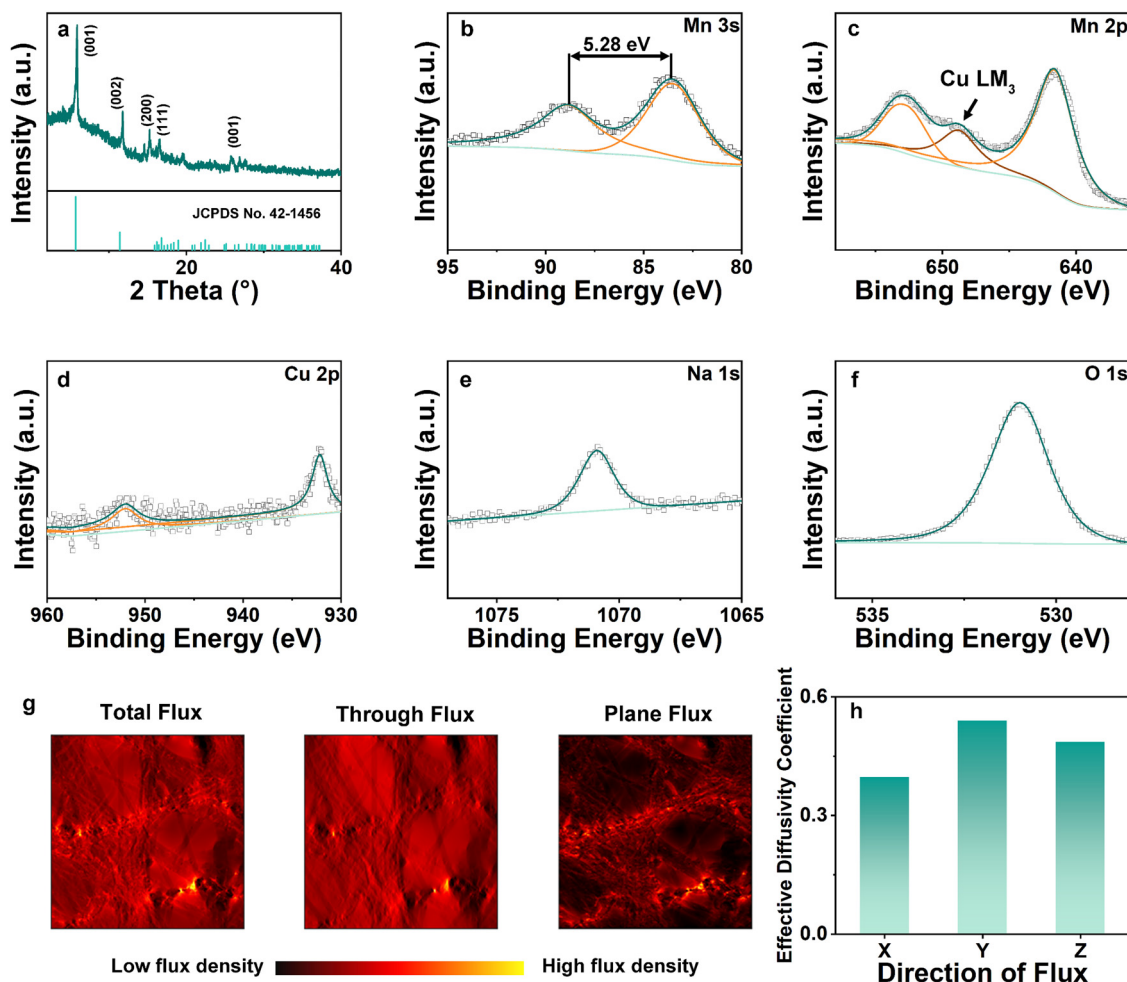 a
(001)
(002)
(200)
(111)
(001)
JCPDS No. 42-1456
Intensity (a.u.)
20
40
2 Theta (°)
b
Mn 3s
5.28 eV
Intensity (a.u.)
95
90
85
80
Binding Energy (eV)
c
Mn 2p
Cu LM₃
Intensity (a.u.)
650
640
Binding Energy (eV)
d
Cu 2p
Intensity (a.u.)
960
950
940
930
Binding Energy (eV)
e
Na 1s
Intensity (a.u.)
1075
1070
1065
Binding Energy (eV)
f
O 1s
Intensity (a.u.)
535
530
Binding Energy (eV)
g
Total Flux
Through Flux
Plane Flux
Low flux density
High flux density
h
Effective Diffusivity Coefficient
0.6
0.3
0.0
X
Y
Z
Direction of Flux